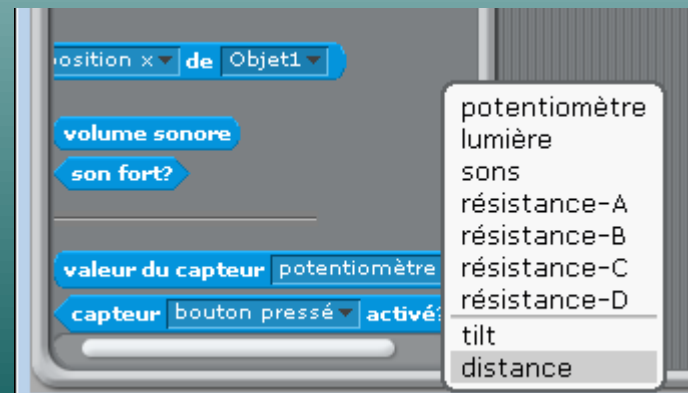 osition x de Objet1
volume sonore
son fort?
valeur du capteur potentiomètre
capteur bouton pressé activé?
potentiomètre
lumière
sons
résistance-A
résistance-B
résistance-C
résistance-D
tilt
distance